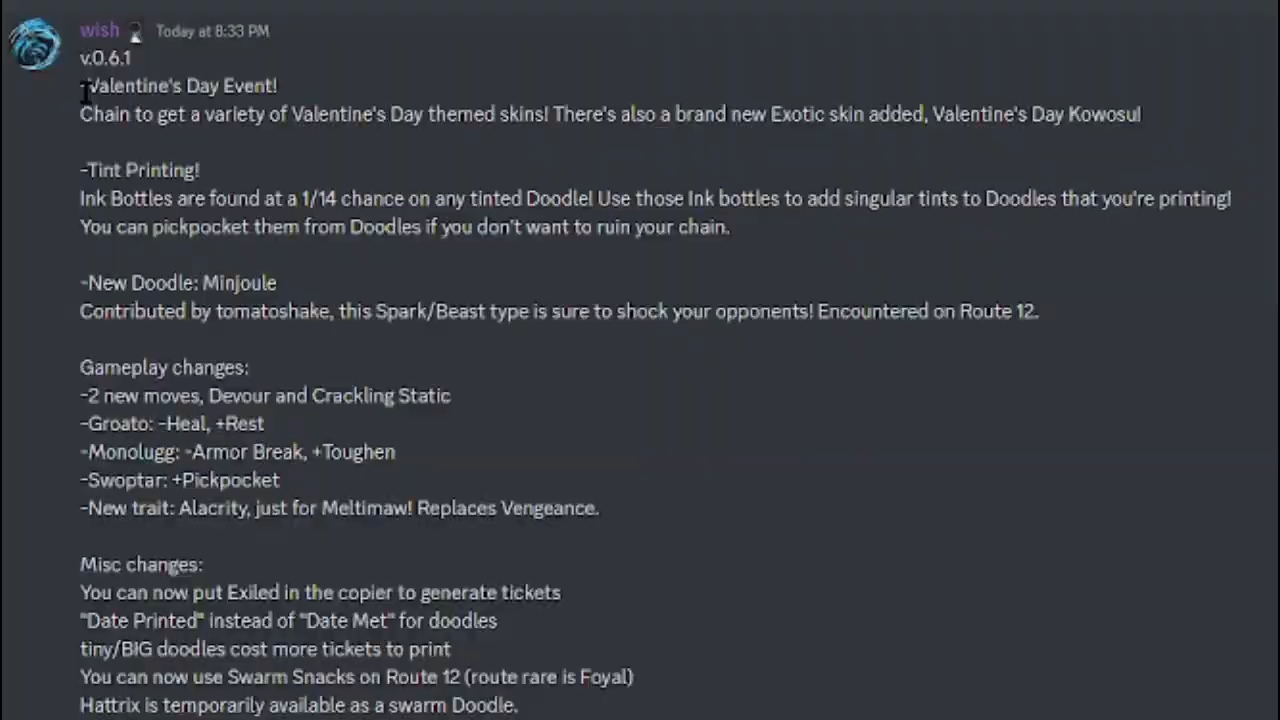 wish Today at 8:33 PM
v.0.6.1
-Valentine's Day Event!
Chain to get a variety of Valentine's Day themed skins! There's also a brand new Exotic skin added, Valentine's Day Kowosu!
-Tint Printing!
Ink Bottles are found at a 1/14 chance on any tinted Doodle! Use those Ink bottles to add singular tints to Doodles that you're printing!
You can pickpocket them from Doodles if you don't want to ruin your chain.
-New Doodle: Minjoule
Contributed by tomatoshake, this Spark/Beast type is sure to shock your opponents! Encountered on Route 12.
Gameplay changes:
-2 new moves, Devour and Crackling Static
-Groato: -Heal, +Rest
-Monolugg: -Armor Break, +Toughen
-Swoptar: +Pickpocket
-New trait: Alacrity, just for Meltimaw! Replaces Vengeance.
Misc changes:
You can now put Exiled in the copier to generate tickets
"Date Printed" instead of "Date Met" for doodles
tiny/BIG doodles cost more tickets to print
You can now use Swarm Snacks on Route 12 (route rare is Foyal)
Hattrix is temporarily available as a swarm Doodle.